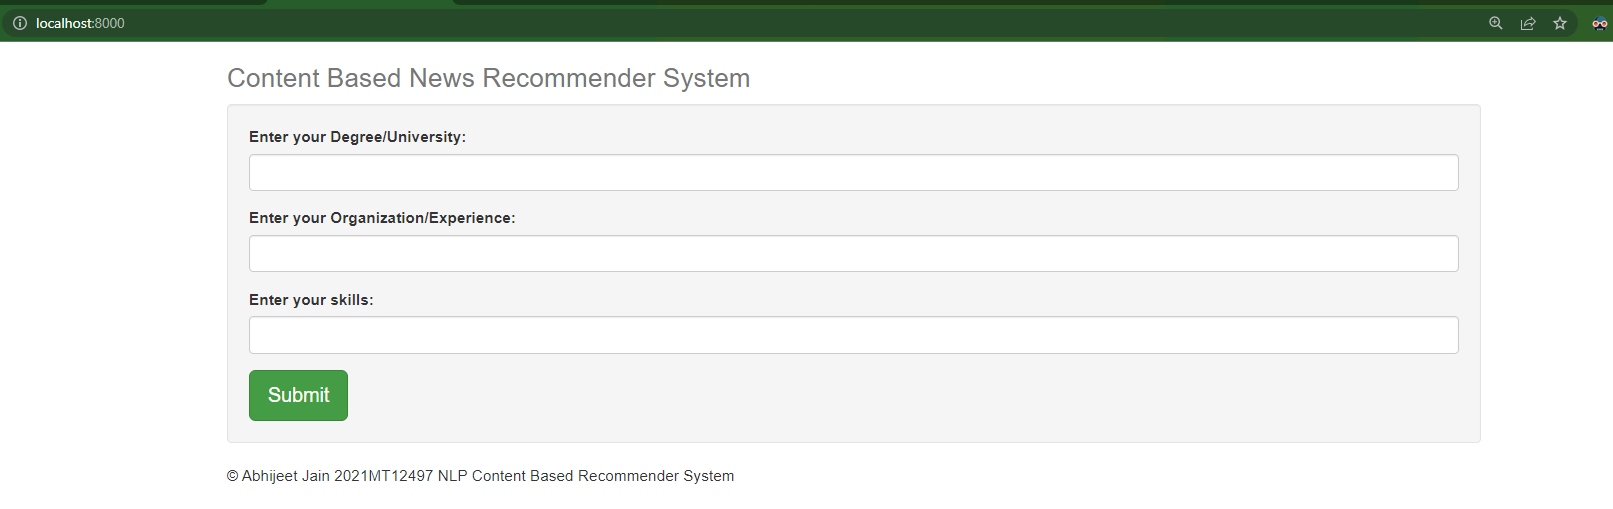 localhost:8000
Content Based News Recommender System
Enter your Degree/University:
Enter your Organization/Experience:
Enter your skills:
Submit
© Abhijeet Jain 2021MT12497 NLP Content Based Recommender System